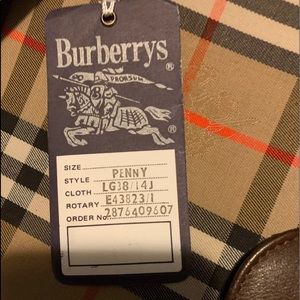 Burberrys
®
PRORSUM
®
SIZE
STYLE PENNY
CLOTH LG38/14J
ROTARY E43823/1
ORDER No. 2876409607